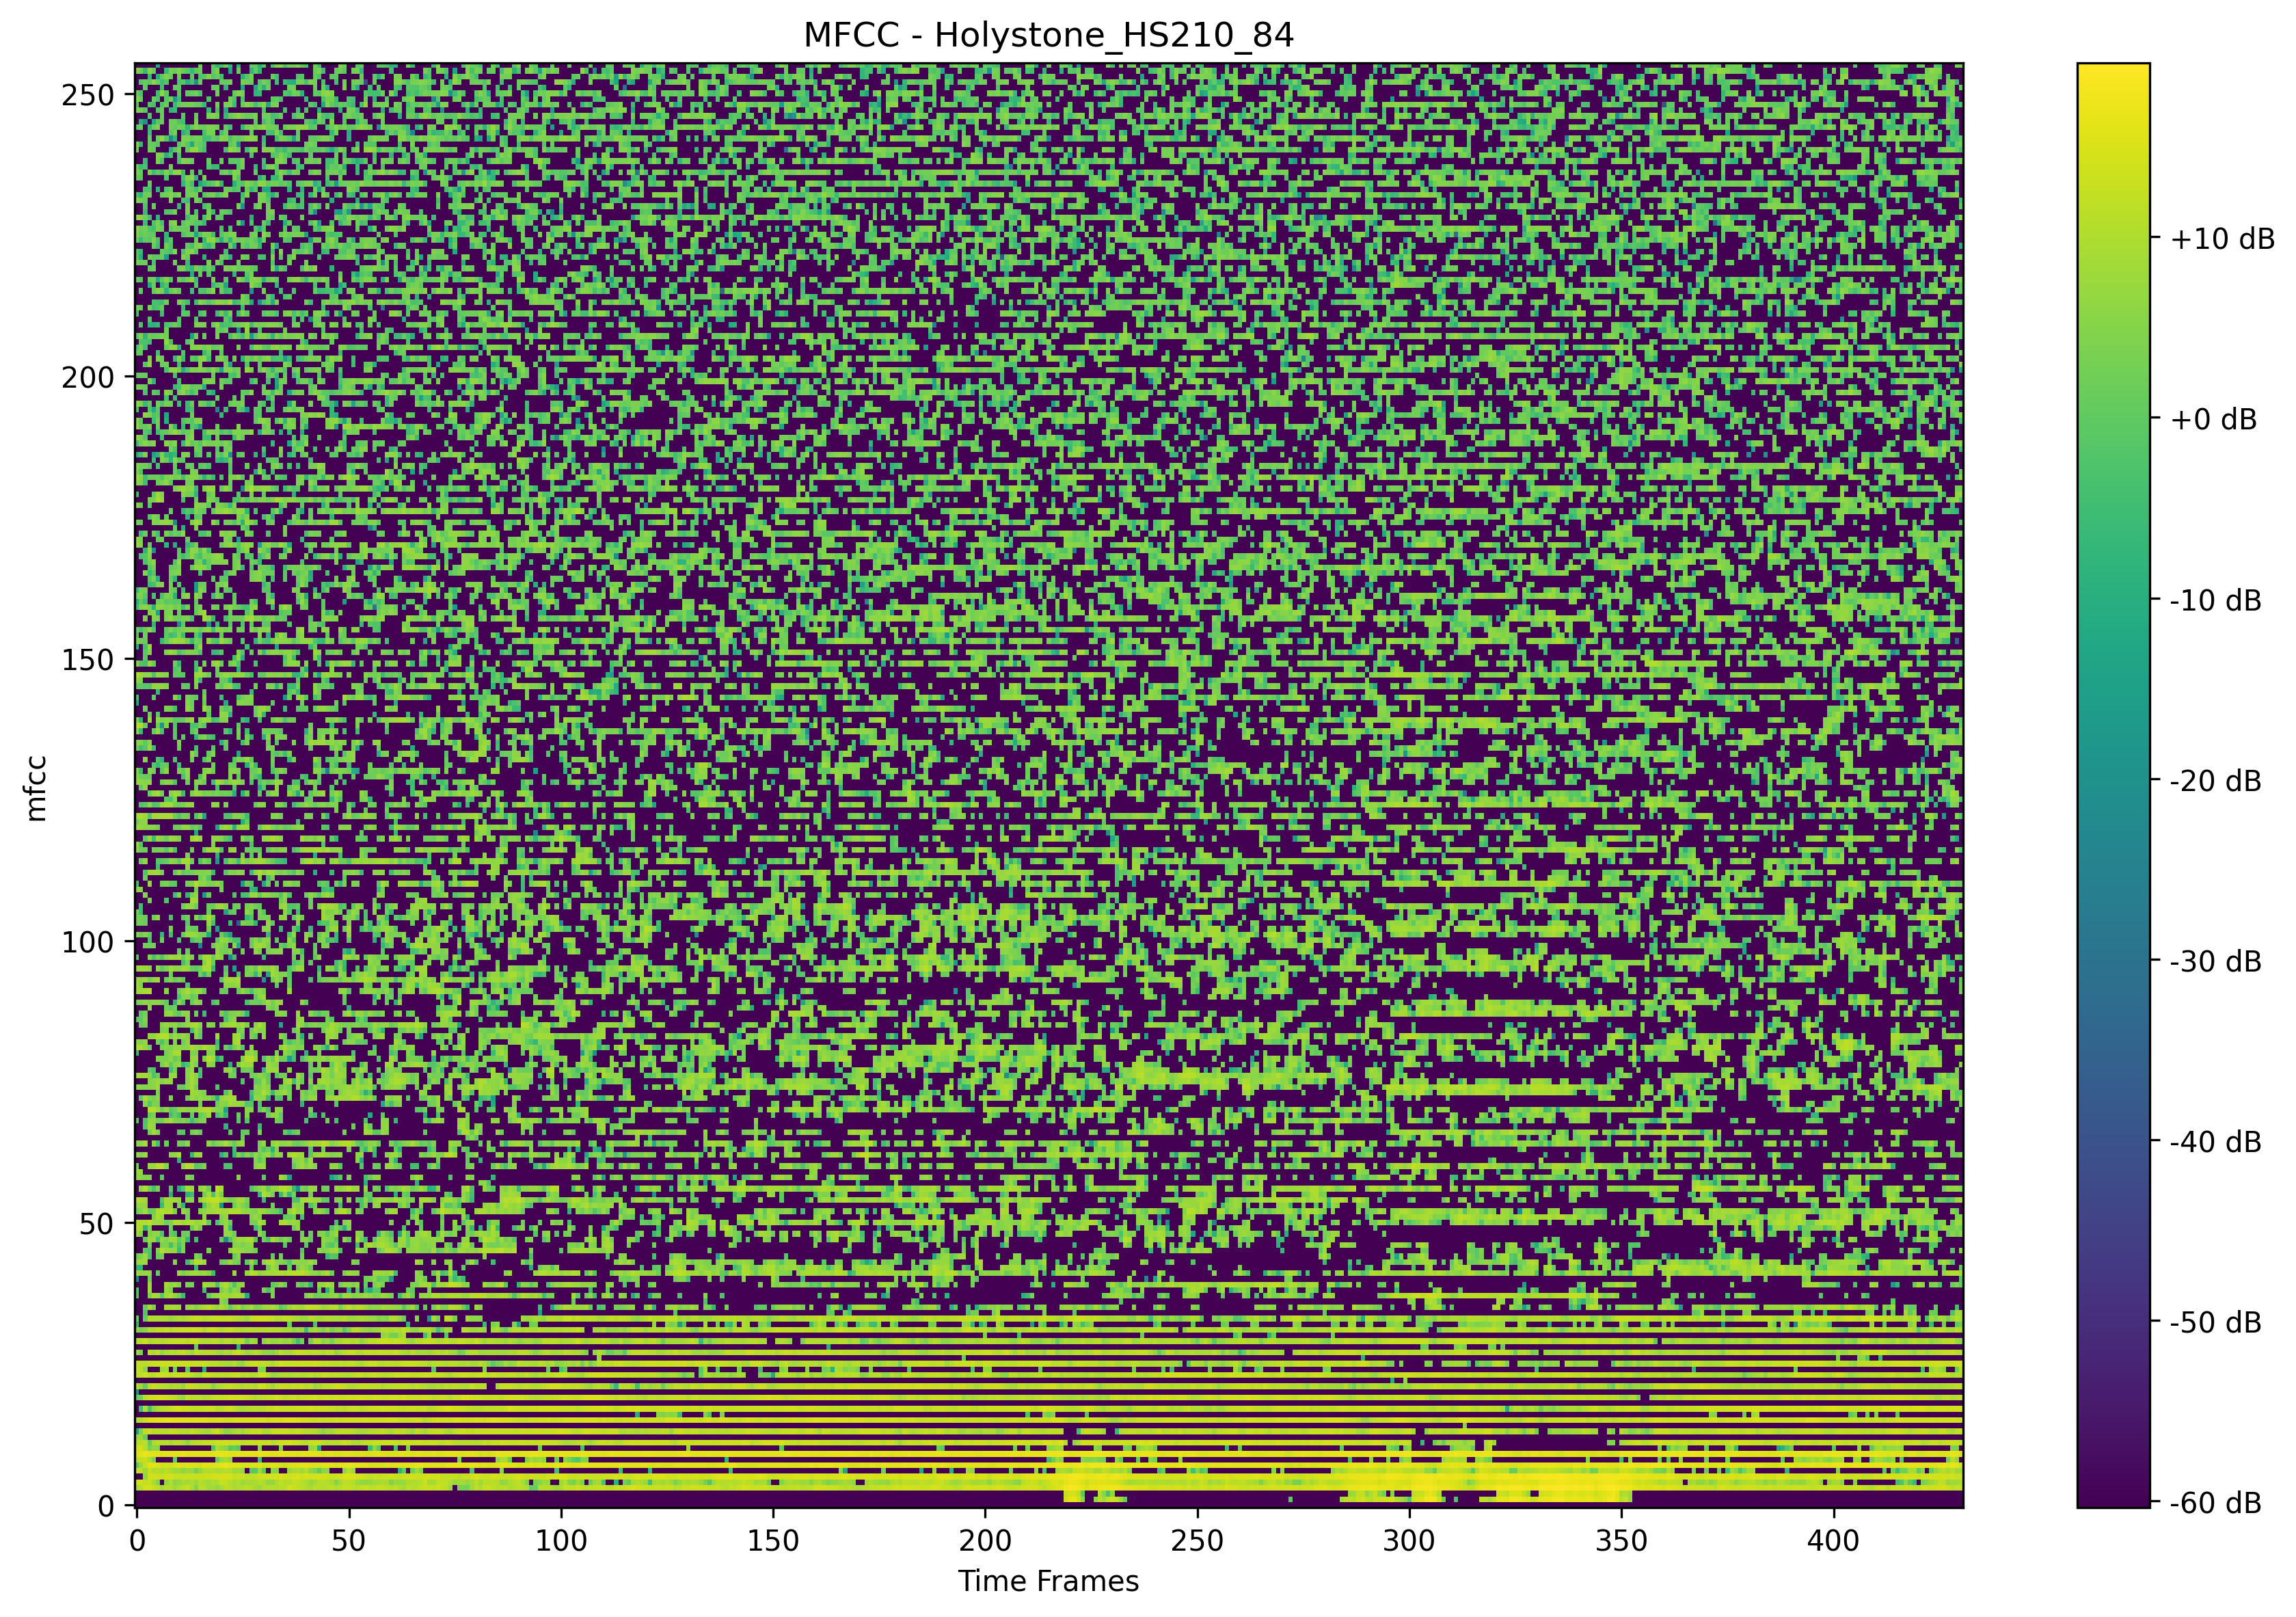 MFCC - Holystone_HS210_84
mfcc
250
200
150
100
50
0
0 50 100 150 200 250 300 350 400
Time Frames
+10 dB
+0 dB
-10 dB
-20 dB
-30 dB
-40 dB
-50 dB
-60 dB